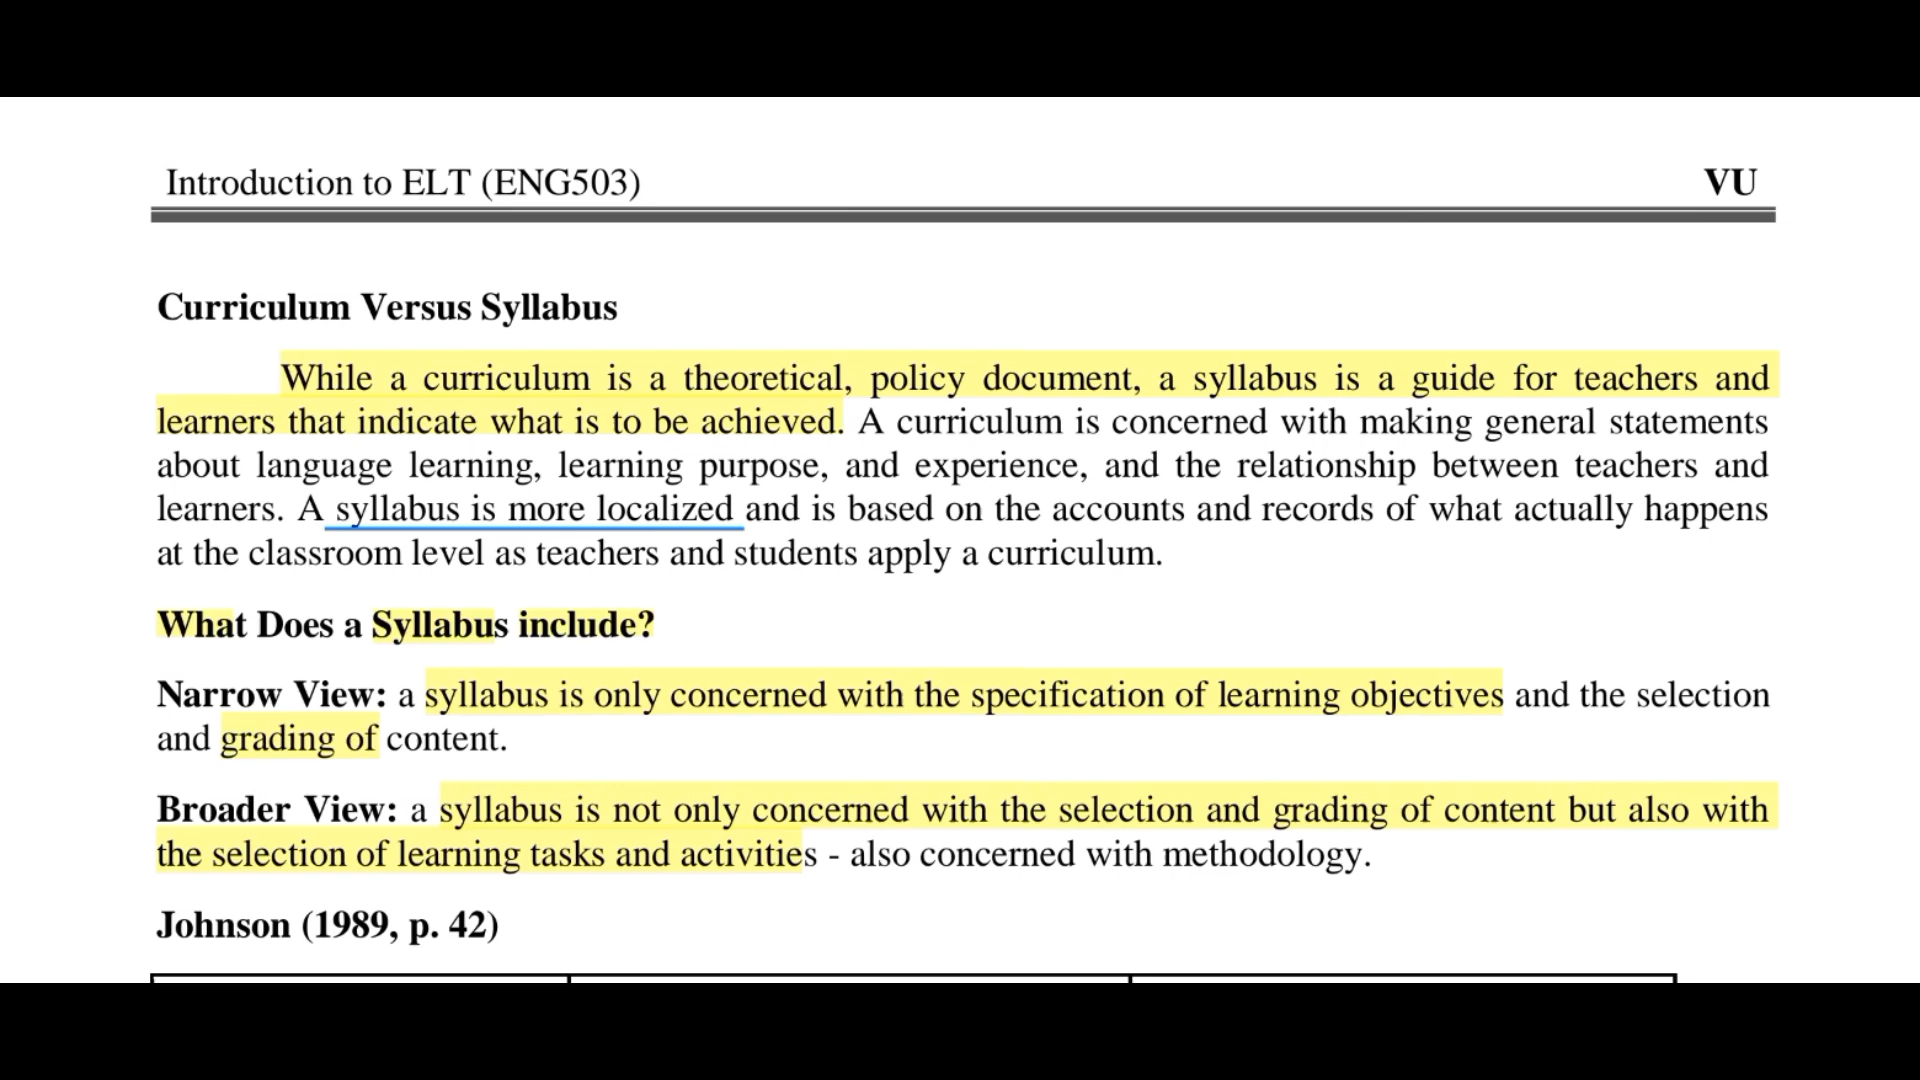 Introduction to ELT (ENG503) VU
Curriculum Versus Syllabus
While a curriculum is a theoretical, policy document, a syllabus is a guide for teachers and
learners that indicate what is to be achieved. A curriculum is concerned with making general statements
about language learning, learning purpose, and experience, and the relationship between teachers and
learners. A syllabus is more localized and is based on the accounts and records of what actually happens
at the classroom level as teachers and students apply a curriculum.
What Does a Syllabus include?
Narrow View: a syllabus is only concerned with the specification of learning objectives and the selection
and grading of content.
Broader View: a syllabus is not only concerned with the selection and grading of content but also with
the selection of learning tasks and activities - also concerned with methodology.
Johnson (1989, p. 42)